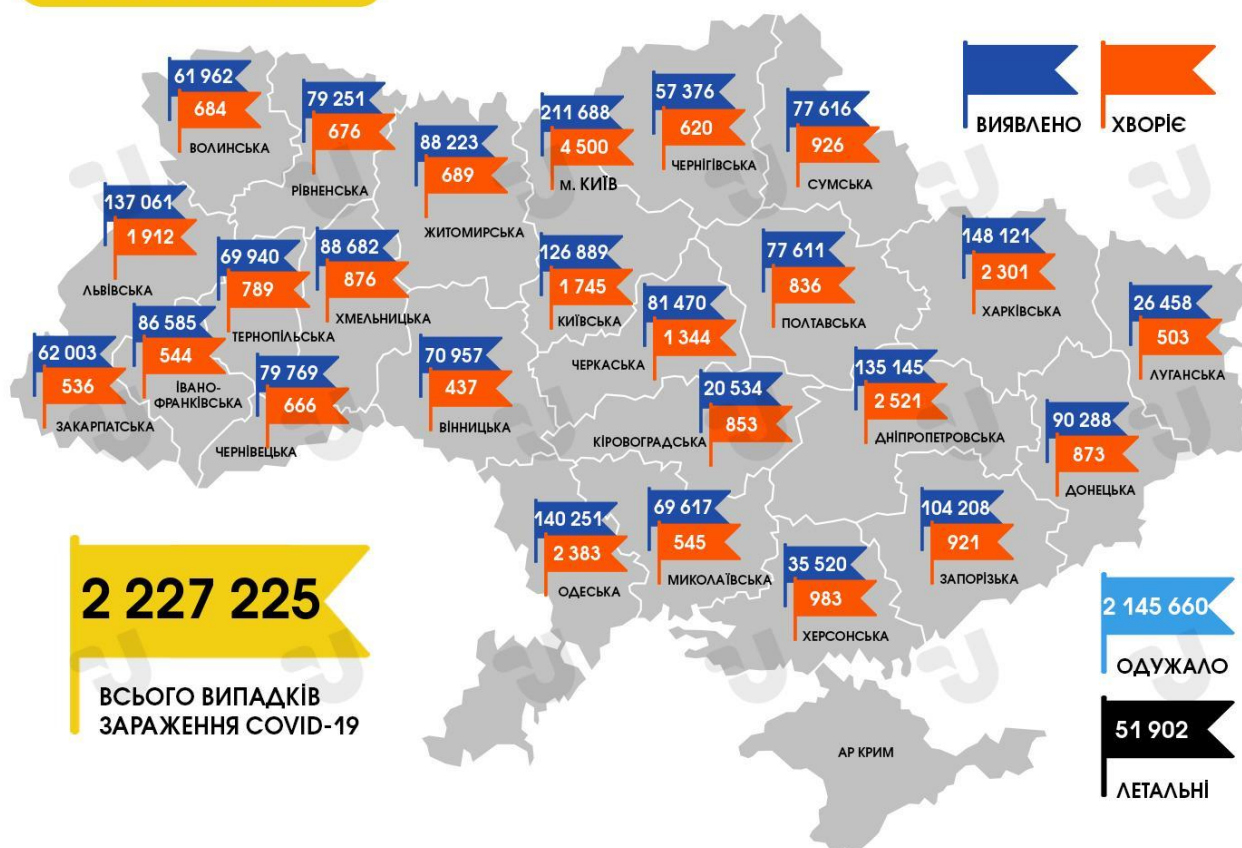 61 962
684
ВОЛИНСЬКА
79 251
676
РІВНЕНСЬКА
88 223
689
ЖИТОМИРСЬКА
211 688
4 500
м. КИЇВ
57 376
620
ЧЕРНІГІВСЬКА
77 616
926
СУМСЬКА
ВИЯВЛЕНО
ХВОРІЄ
137 061
1 912
ЛЬВІВСЬКА
69 940
789
ТЕРНОПІЛЬСЬКА
88 682
876
ХМЕЛЬНИЦЬКА
126 889
1 745
КИЇВСЬКА
81 470
1 344
ЧЕРКАСЬКА
77 611
836
ПОЛТАВСЬКА
148 121
2 301
ХАРКІВСЬКА
26 458
503
ЛУГАНСЬКА
62 003
536
ЗАКАРПАТСЬКА
86 585
544
ІВАНО-
ФРАНКІВСЬКА
79 769
666
ЧЕРНІВЕЦЬКА
70 957
437
ВІННИЦЬКА
20 534
853
КІРОВОГРАДСЬКА
135 145
2 521
ДНІПРОПЕТРОВСЬКА
90 288
873
ДОНЕЦЬКА
140 251
2 383
ОДЕСЬКА
69 617
545
МИКОЛАЇВСЬКА
35 520
983
ХЕРСОНСЬКА
104 208
921
ЗАПОРІЗЬКА
2 227 225
ВСЬОГО ВИПАДКІВ
ЗАРАЖЕННЯ COVID-19
2 145 660
ОДУЖАЛО
51 902
ЛЕТАЛЬНІ
АР КРИМ